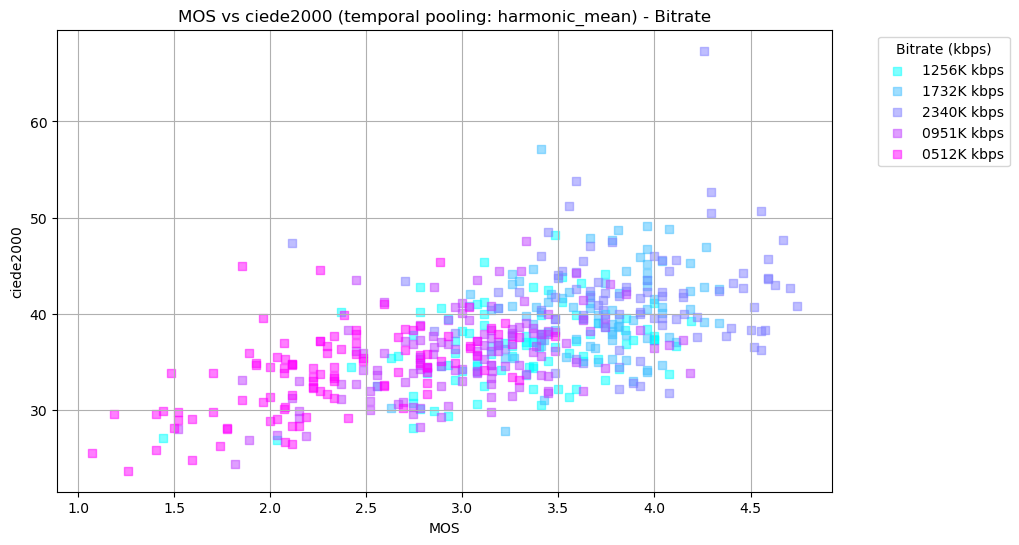 MOS vs ciede2000 (temporal pooling: harmonic_mean) - Bitrate
Bitrate (kbps)
1256K kbps
1732K kbps
2340K kbps
0951K kbps
0512K kbps
ciede2000
60
50
40
30
1.0 1.5 2.0 2.5 3.0 3.5 4.0 4.5
MOS